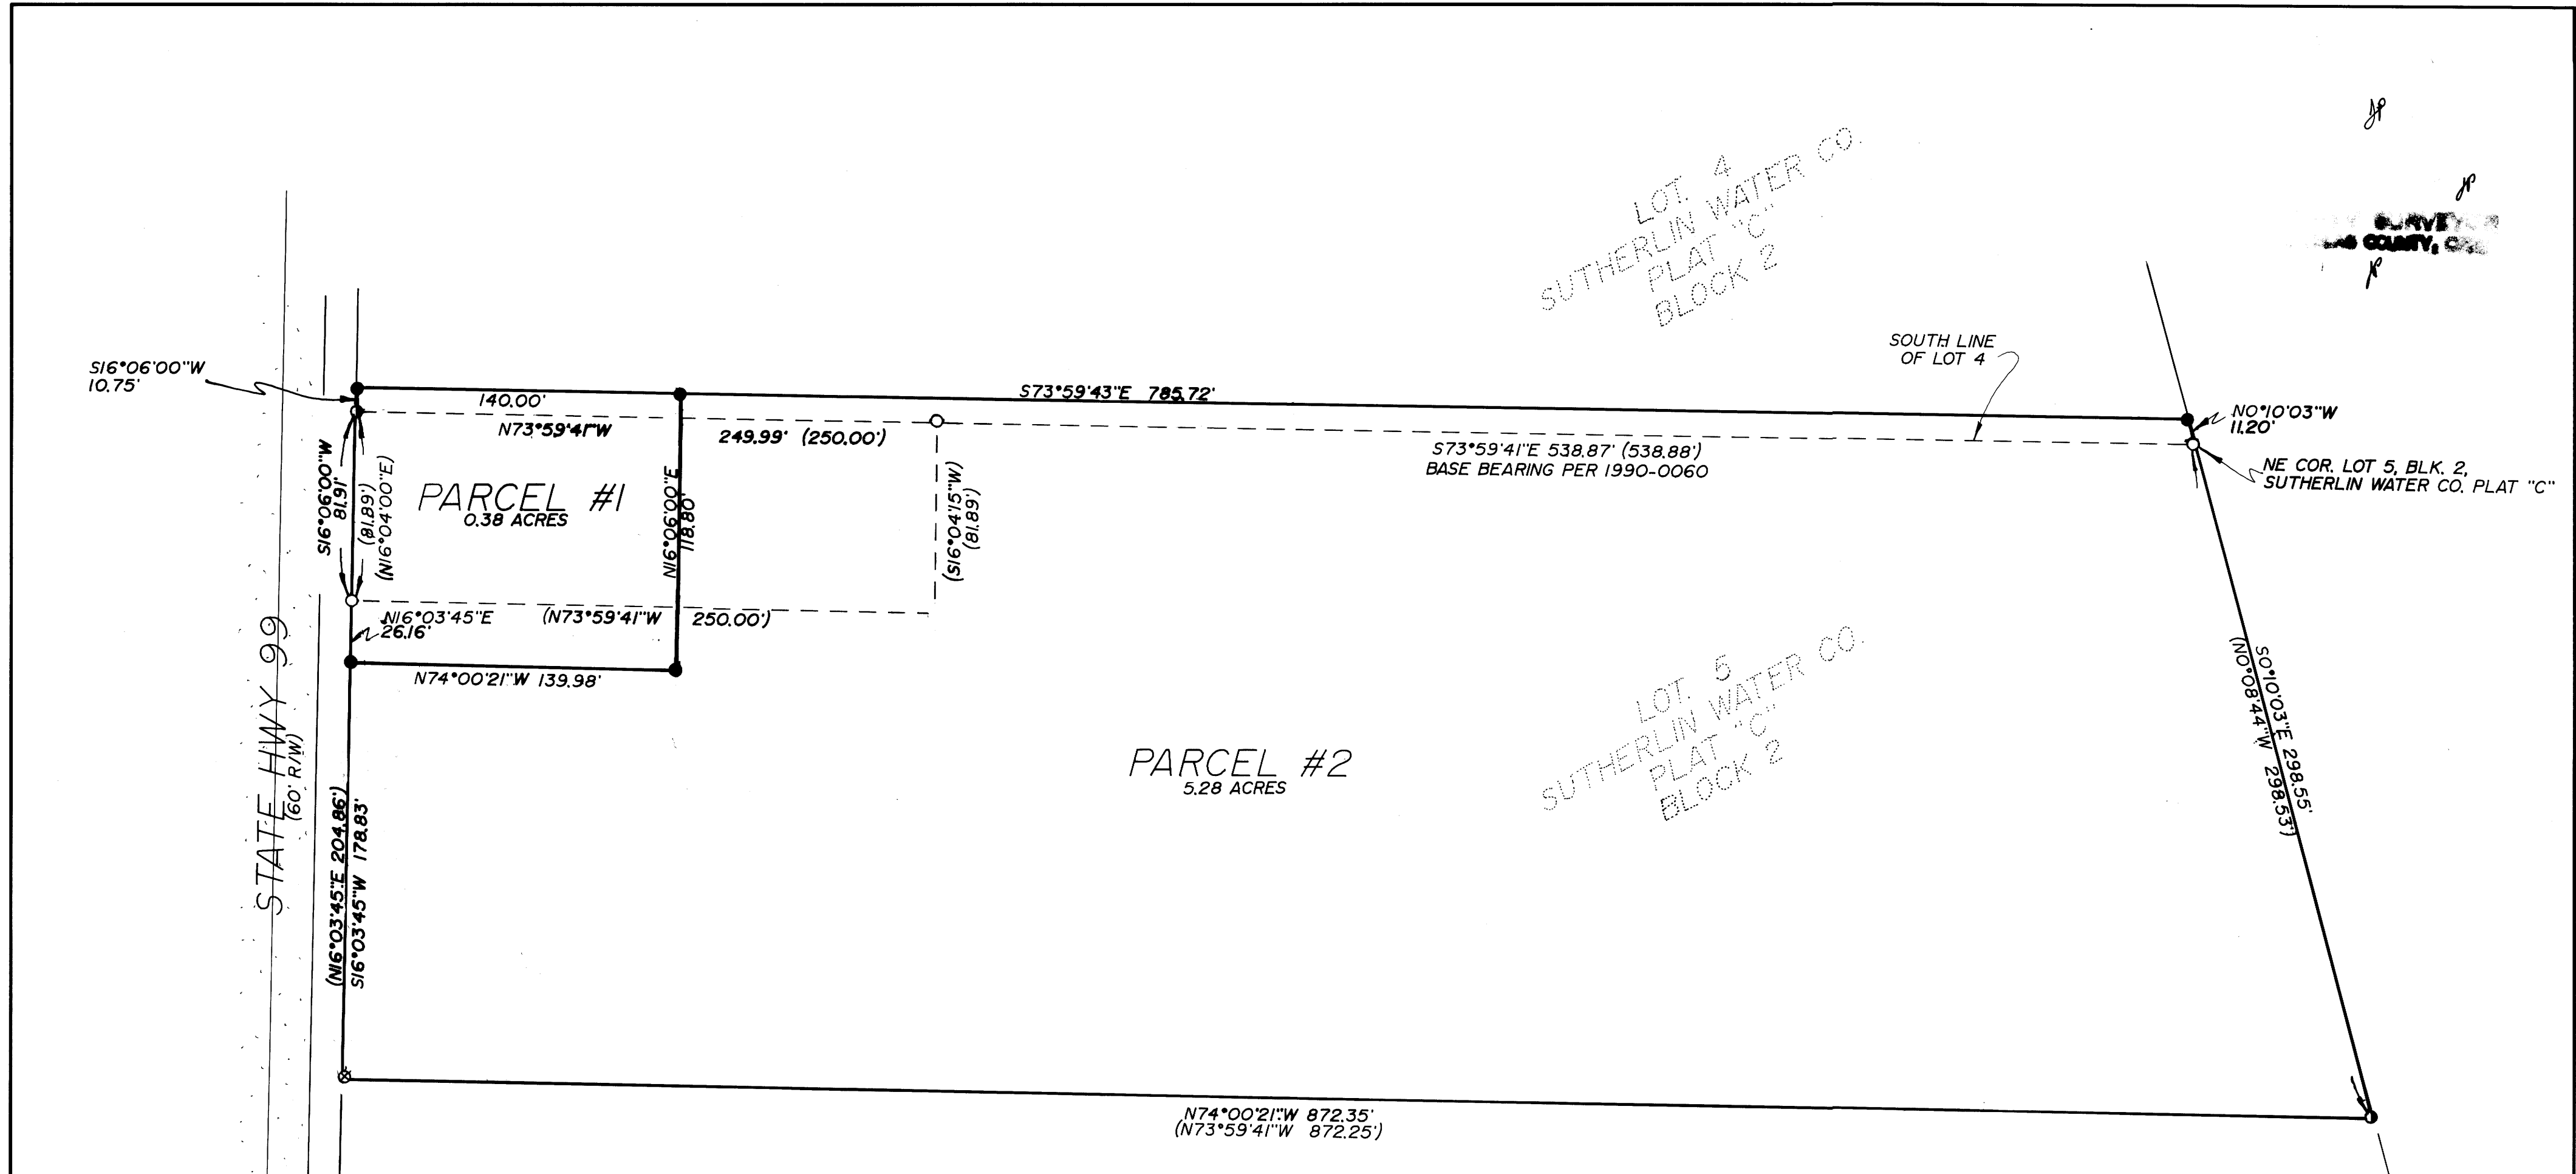 LOT 4
SUTHERLIN WATER CO.
PLAT "C"
BLOCK 2
SURVEY
COUNTY,
SOUTH LINE
OF LOT 4
S16°06'00"W
10.75'
140.00'
S73°59'43"E 785.72'
N73°59'41"W
249.99' (250.00')
S73°59'41"E 538.87' (538.88')
BASE BEARING PER 1990-0060
N0°10'03"W
11.20'
NE COR. LOT 5, BLK. 2,
SUTHERLIN WATER CO. PLAT "C"
S16°06'00"W
81.91'
(81.89')
(N16°04'00"E)
PARCEL #1
0.38 ACRES
N16°06'00"E
118.80'
(S16°04'15"W)
(81.89')
N16°03'45"E
26.16'
(N73°59'41"W 250.00')
N74°00'21"W 139.98'
STATE HWY 99
(60' R/W)
(N16°03'45"E 204.86')
S16°03'45"W 178.83'
PARCEL #2
5.28 ACRES
LOT 5
SUTHERLIN WATER CO.
PLAT "C"
BLOCK 2
S0°10'03"E 298.55'
(N0°08'44"W 298.53')
N74°00'21"W 872.35'
(N73°59'41"W 872.25')